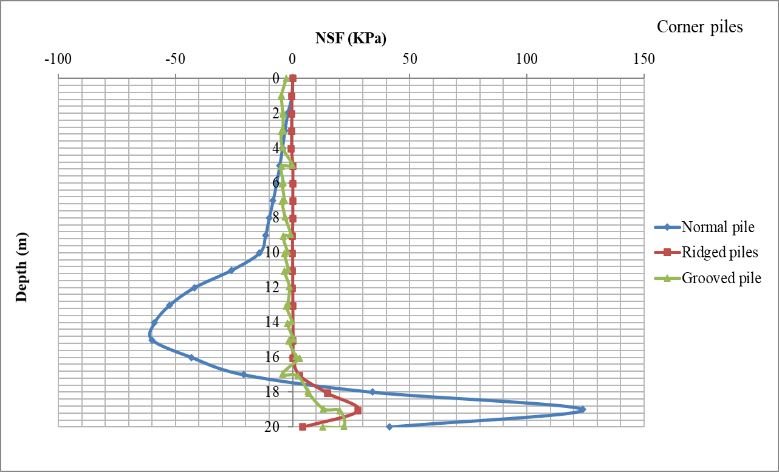 Corner piles
NSF (KPa)
-100 -50 0 50 100 150
0
2
4
6
8
10
12
14
16
18
20
Depth (m)
Normal pile
Ridged piles
Grooved pile